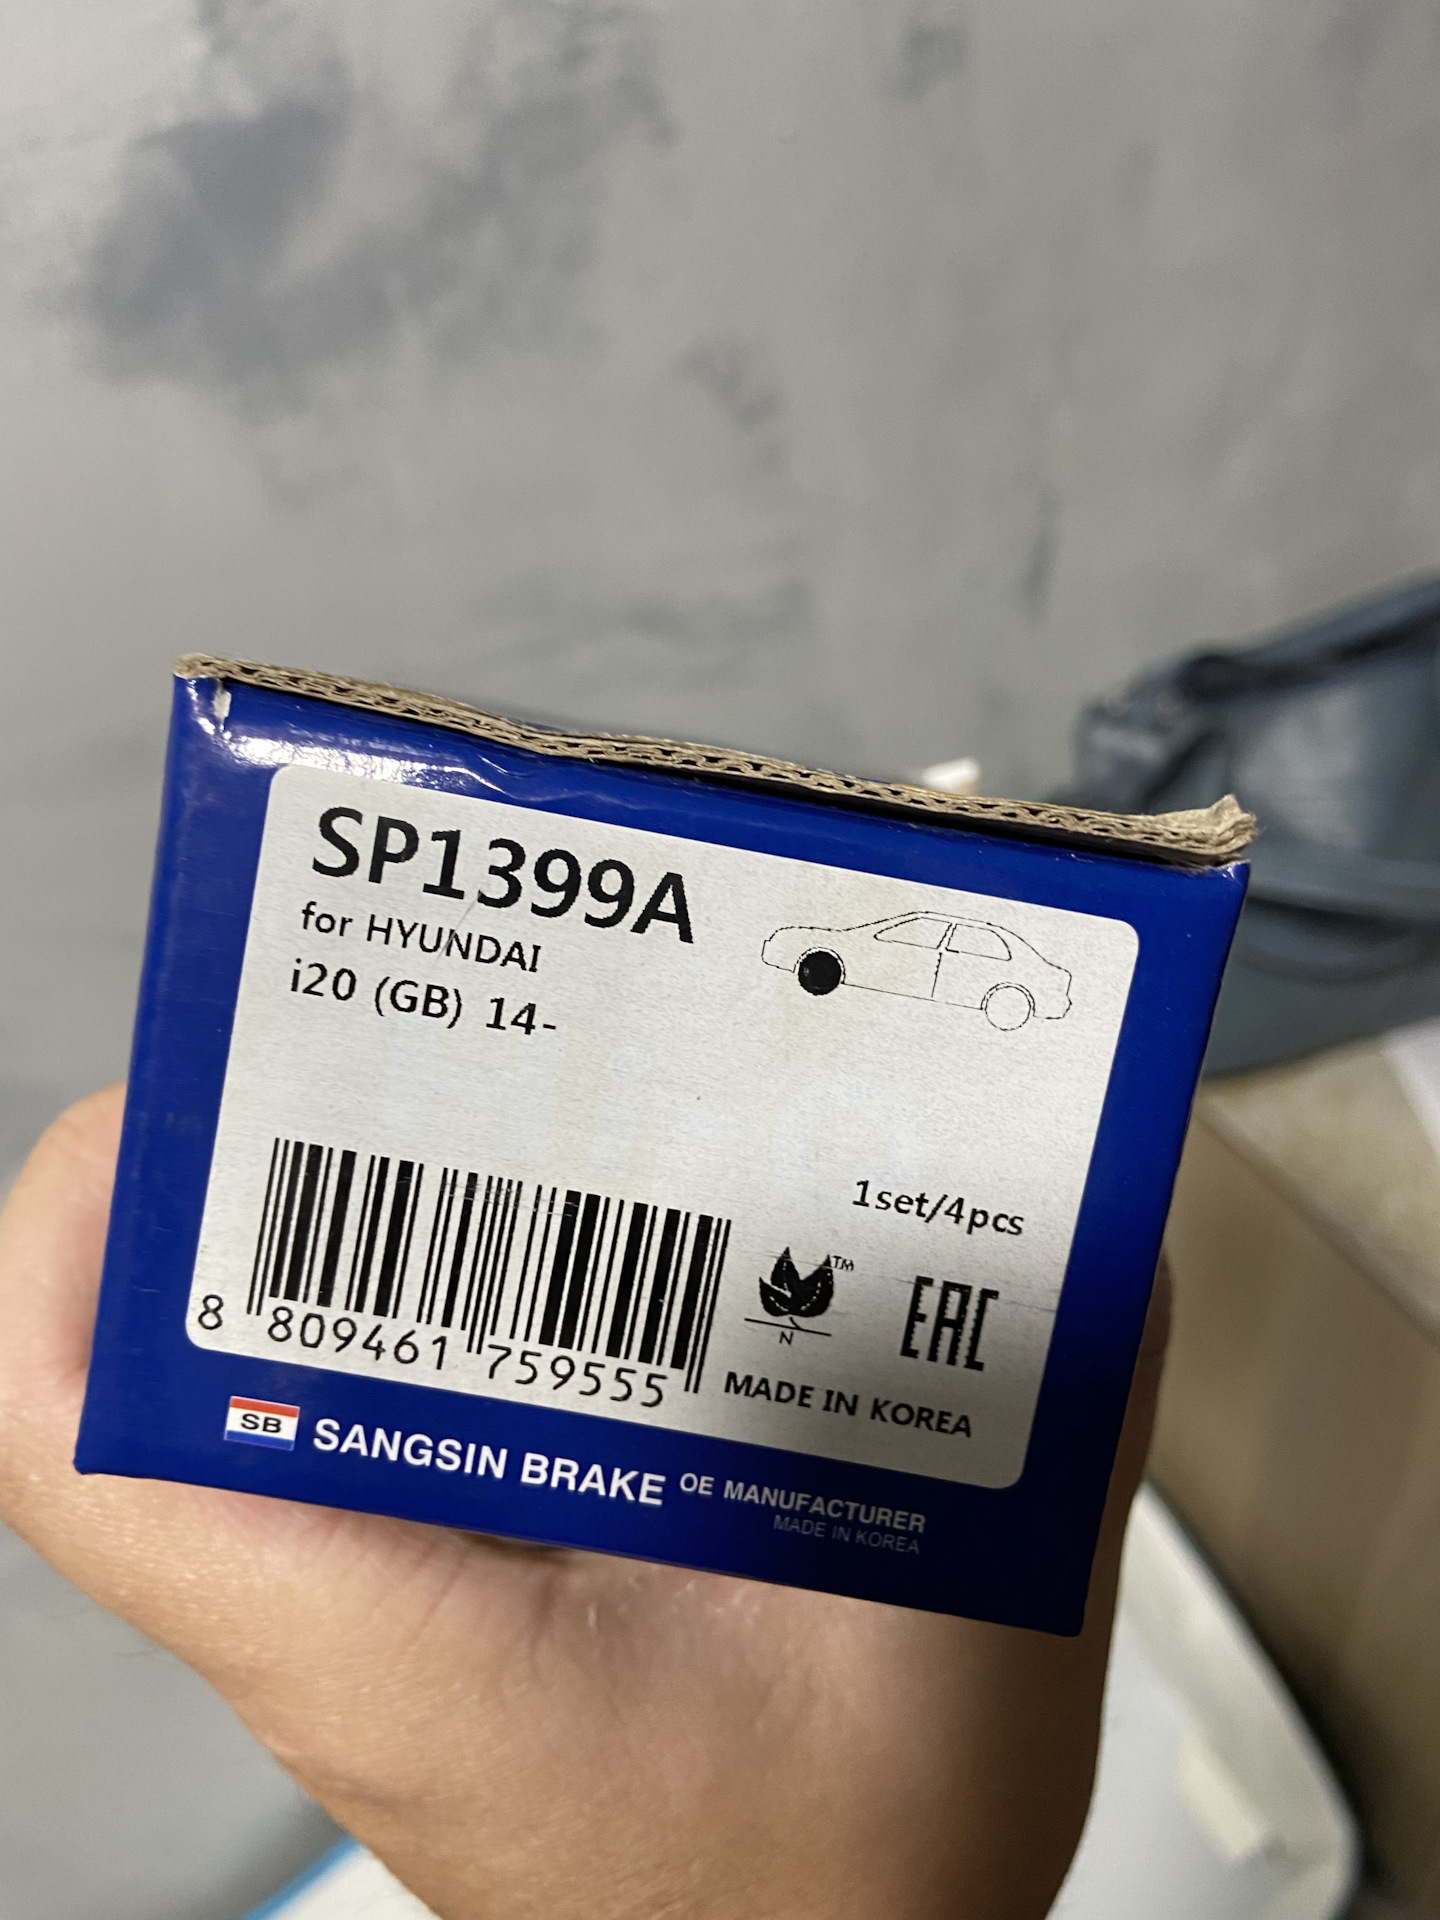 SP1399A
for HYUNDAI
i20 (GB) 14-
1set/4pcs
TM
N
EAC
8 809461 759555
MADE IN KOREA
SB SANGSIN BRAKE OE MANUFACTURER
MADE IN KOREA